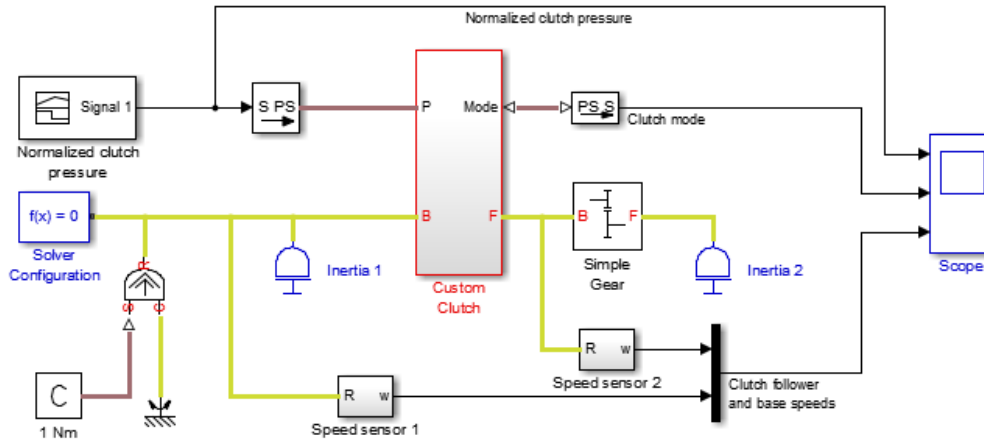 Normalized clutch pressure
Signal 1
S PS
P
Mode
PS S
Clutch mode
Normalized clutch
pressure
f(x) = 0
B
F
B
F
Solver
Configuration
R
S
C
Inertia 1
Custom
Clutch
Simple
Gear
Inertia 2
Scope
R
w
Speed sensor 2
C
1 Nm
R
w
Speed sensor 1
Clutch follower
and base speeds